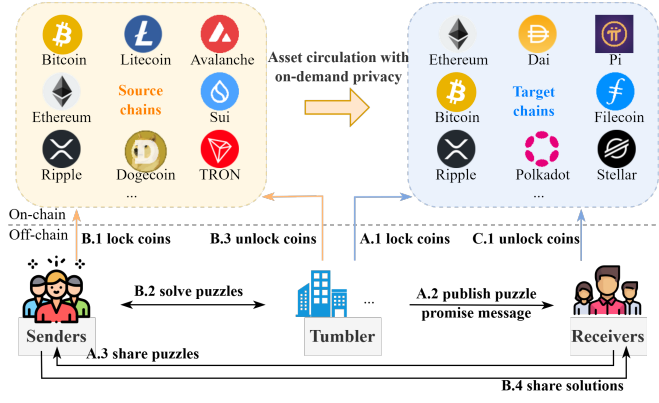 Bitcoin
Litecoin
Avalanche
Ethereum
Source
chains
Sui
Ripple
Dogecoin
TRON
...
Asset circulation with
on-demand privacy
Ethereum
Dai
Pi
Bitcoin
Target
chains
Filecoin
Ripple
Polkadot
Stellar
...
On-chain
Off-chain
B.1 lock coins
B.3 unlock coins
A.1 lock coins
C.1 unlock coins
B.2 solve puzzles
...
A.2 publish puzzle
promise message
Senders
Tumbler
Receivers
A.3 share puzzles
B.4 share solutions